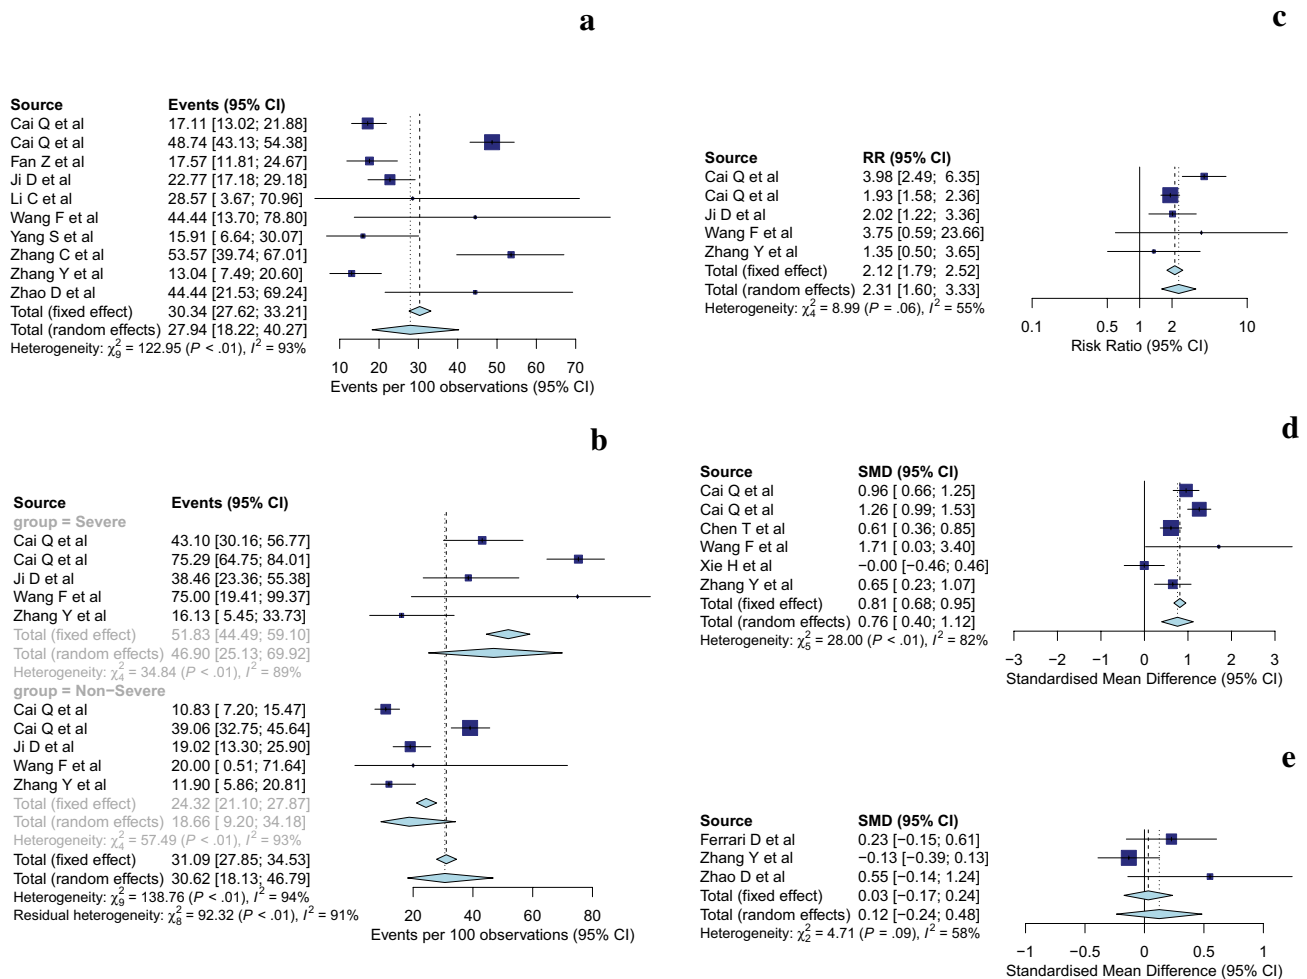 a
Source Events (95% CI)
Cai Q et al 17.11 [13.02; 21.88]
Cai Q et al 48.74 [43.13; 54.38]
Fan Z et al 17.57 [11.81; 24.67]
Ji D et al 22.77 [17.18; 29.18]
Li C et al 28.57 [ 3.67; 70.96]
Wang F et al 44.44 [13.70; 78.80]
Yang S et al 15.91 [ 6.64; 30.07]
Zhang C et al 53.57 [39.74; 67.01]
Zhang Y et al 13.04 [ 7.49; 20.60]
Zhao D et al 44.44 [21.53; 69.24]
Total (fixed effect) 30.34 [27.62; 33.21]
Total (random effects) 27.94 [18.22; 40.27]
Heterogeneity: χ²₉ = 122.95 (P < .01), I² = 93%
10 20 30 40 50 60 70
Events per 100 observations (95% CI)
b
Source Events (95% CI)
group = Severe
Cai Q et al 43.10 [30.16; 56.77]
Cai Q et al 75.29 [64.75; 84.01]
Ji D et al 38.46 [23.36; 55.38]
Wang F et al 75.00 [19.41; 99.37]
Zhang Y et al 16.13 [ 5.45; 33.73]
Total (fixed effect) 51.83 [44.49; 59.10]
Total (random effects) 46.90 [25.13; 69.92]
Heterogeneity: χ²₄ = 34.84 (P < .01), I² = 89%
group = Non−Severe
Cai Q et al 10.83 [ 7.20; 15.47]
Cai Q et al 39.06 [32.75; 45.64]
Ji D et al 19.02 [13.30; 25.90]
Wang F et al 20.00 [ 0.51; 71.64]
Zhang Y et al 11.90 [ 5.86; 20.81]
Total (fixed effect) 24.32 [21.10; 27.87]
Total (random effects) 18.66 [ 9.20; 34.18]
Heterogeneity: χ²₄ = 57.49 (P < .01), I² = 93%
Total (fixed effect) 31.09 [27.85; 34.53]
Total (random effects) 30.62 [18.13; 46.79]
Heterogeneity: χ²₉ = 138.76 (P < .01), I² = 94%
Residual heterogeneity: χ²₈ = 92.32 (P < .01), I² = 91%
20 40 60 80
Events per 100 observations (95% CI)
c
Source RR (95% CI)
Cai Q et al 3.98 [2.49; 6.35]
Cai Q et al 1.93 [1.58; 2.36]
Ji D et al 2.02 [1.22; 3.36]
Wang F et al 3.75 [0.59; 23.66]
Zhang Y et al 1.35 [0.50; 3.65]
Total (fixed effect) 2.12 [1.79; 2.52]
Total (random effects) 2.31 [1.60; 3.33]
Heterogeneity: χ²₄ = 8.99 (P = .06), I² = 55%
0.1 0.5 1 2 10
Risk Ratio (95% CI)
d
Source SMD (95% CI)
Cai Q et al 0.96 [ 0.66; 1.25]
Cai Q et al 1.26 [ 0.99; 1.53]
Chen T et al 0.61 [ 0.36; 0.85]
Wang F et al 1.71 [ 0.03; 3.40]
Xie H et al −0.00 [−0.46; 0.46]
Zhang Y et al 0.65 [ 0.23; 1.07]
Total (fixed effect) 0.81 [ 0.68; 0.95]
Total (random effects) 0.76 [ 0.40; 1.12]
Heterogeneity: χ²₅ = 28.00 (P < .01), I² = 82%
−3 −2 −1 0 1 2 3
Standardised Mean Difference (95% CI)
e
Source SMD (95% CI)
Ferrari D et al 0.23 [−0.15; 0.61]
Zhang Y et al −0.13 [−0.39; 0.13]
Zhao D et al 0.55 [−0.14; 1.24]
Total (fixed effect) 0.03 [−0.17; 0.24]
Total (random effects) 0.12 [−0.24; 0.48]
Heterogeneity: χ²₂ = 4.71 (P = .09), I² = 58%
−1 −0.5 0 0.5 1
Standardised Mean Difference (95% CI)